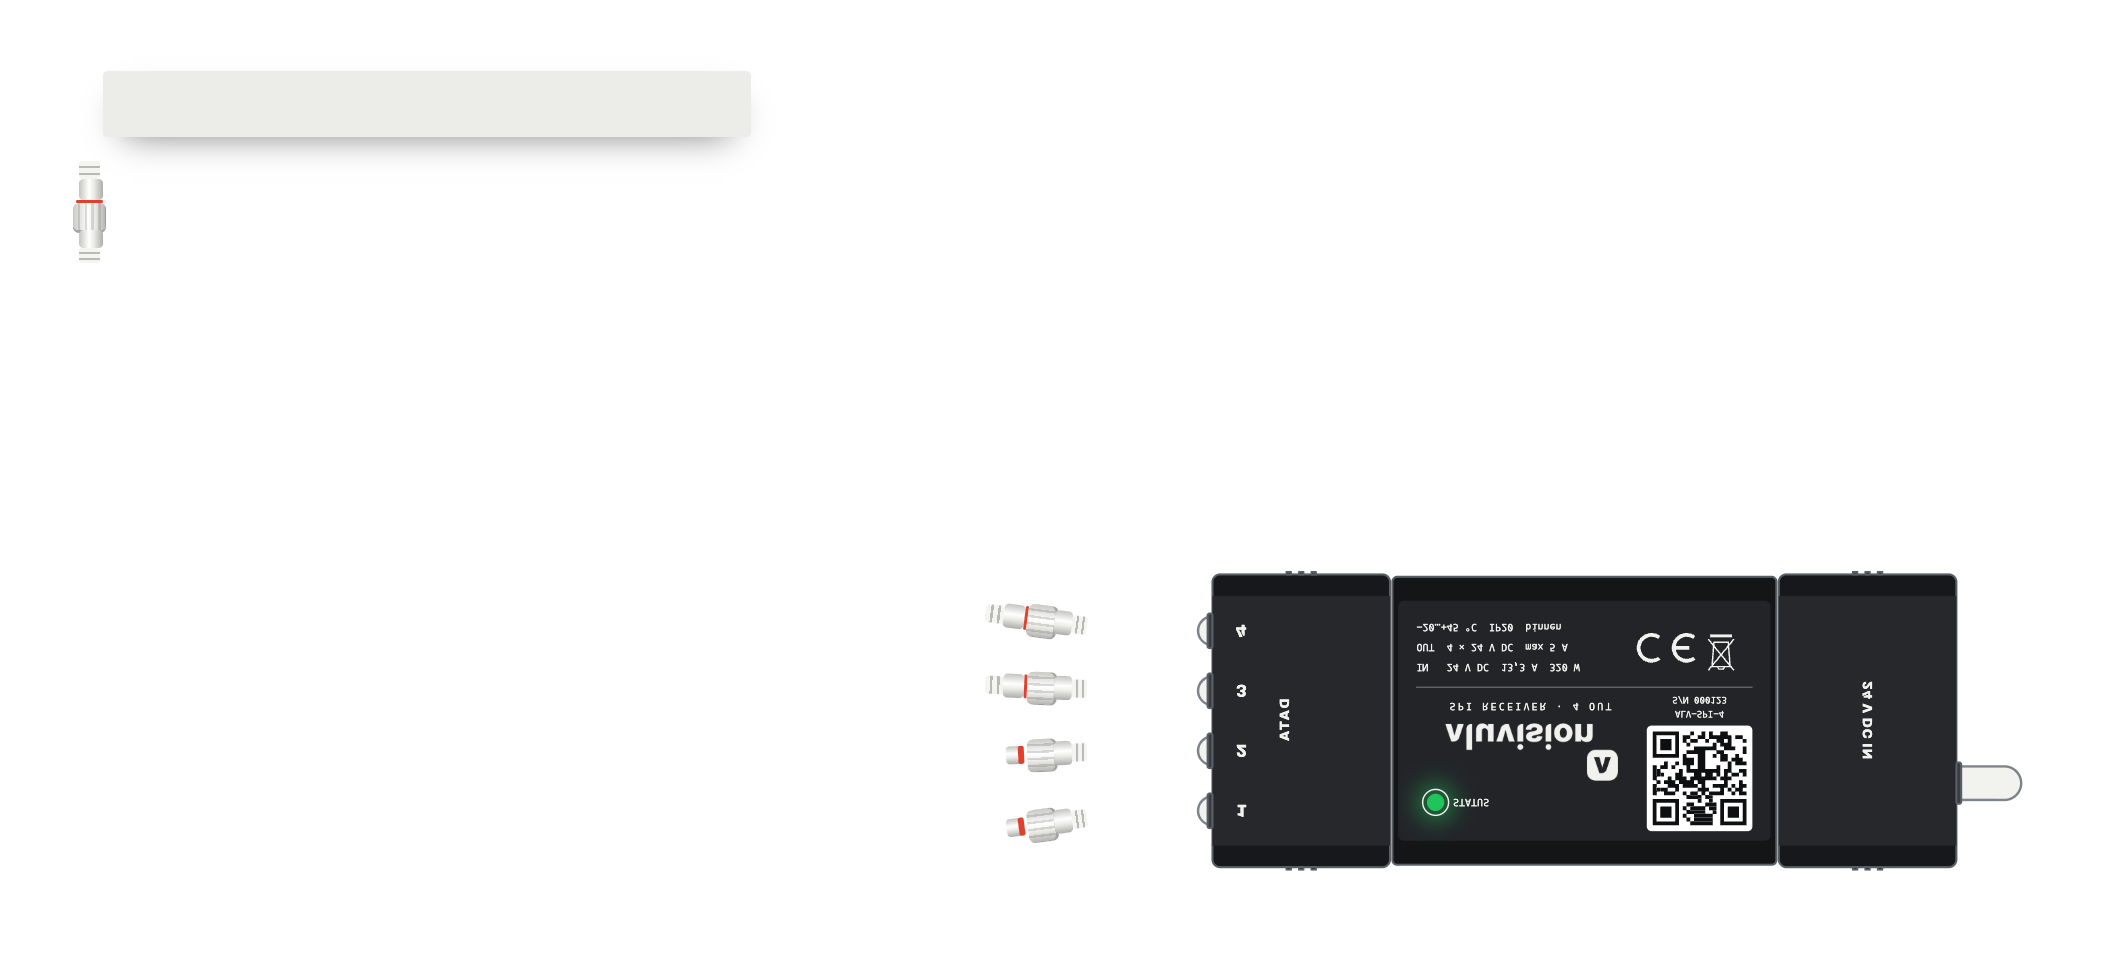 4
3
2
1
DATA
-20…+45 °C IP20 binnen
OUT 4 × 24 V DC max 5 A
IN 24 V DC 13,3 A 320 W
SPI RECEIVER · 4 OUT
aluvision
STATUS
CE
S/N 000123
ALV-SPI-4
24 V DC IN